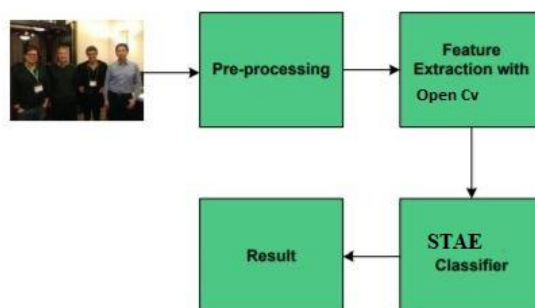 Pre-processing
Feature
Extraction with
Open Cv
STAE
Classifier
Result